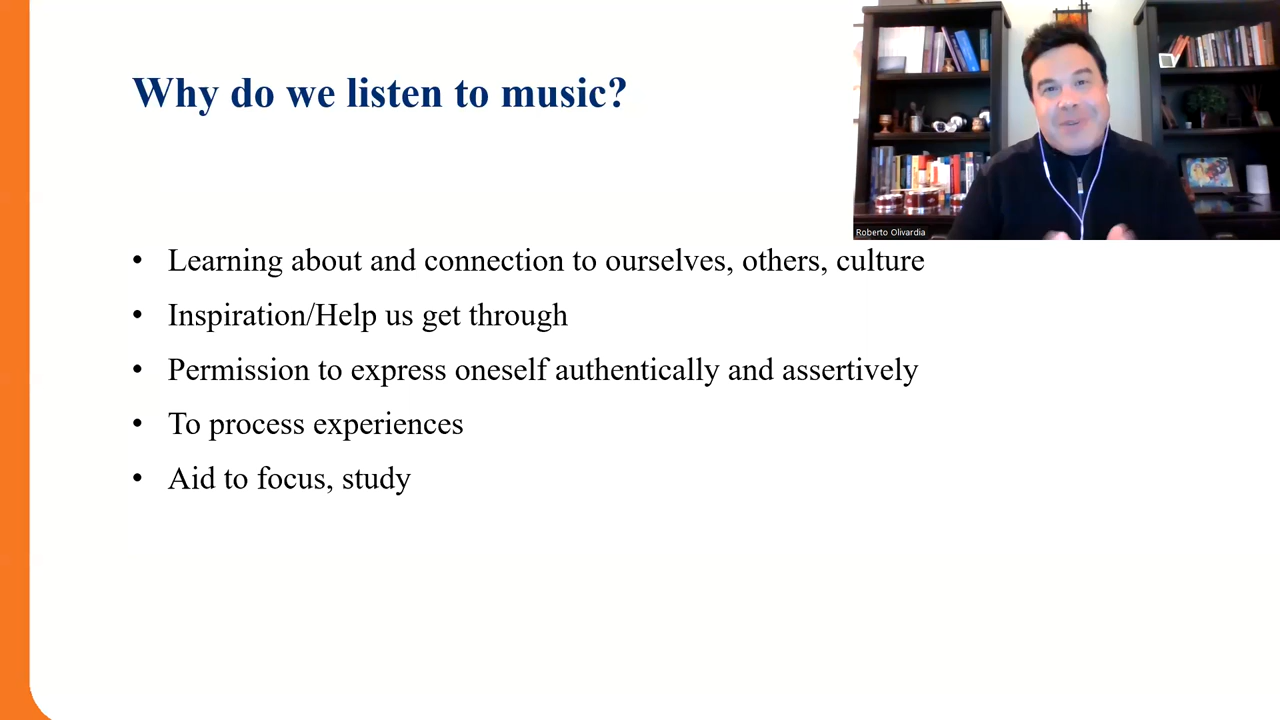 Why do we listen to music?
Roberto Olivardia
• Learning about and connection to ourselves, others, culture
• Inspiration/Help us get through
• Permission to express oneself authentically and assertively
• To process experiences
• Aid to focus, study